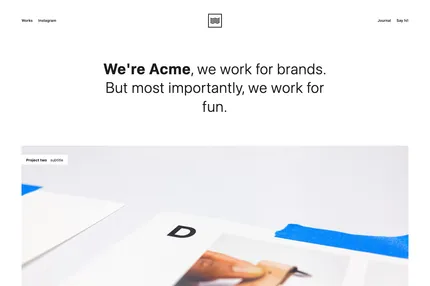 Works Instagram Journal Say hi!
We're Acme, we work for brands.
But most importantly, we work for
fun.
Project two subtitle
D